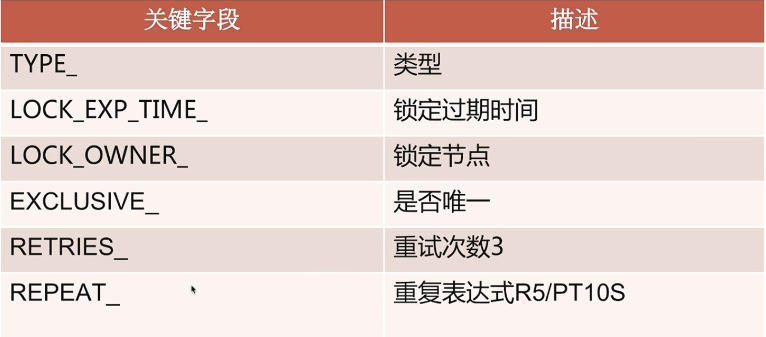 关键字段 描述
TYPE_ 类型
LOCK_EXP_TIME_ 锁定过期时间
LOCK_OWNER_ 锁定节点
EXCLUSIVE_ 是否唯一
RETRIES_ 重试次数3
REPEAT_ 重复表达式R5/PT10S